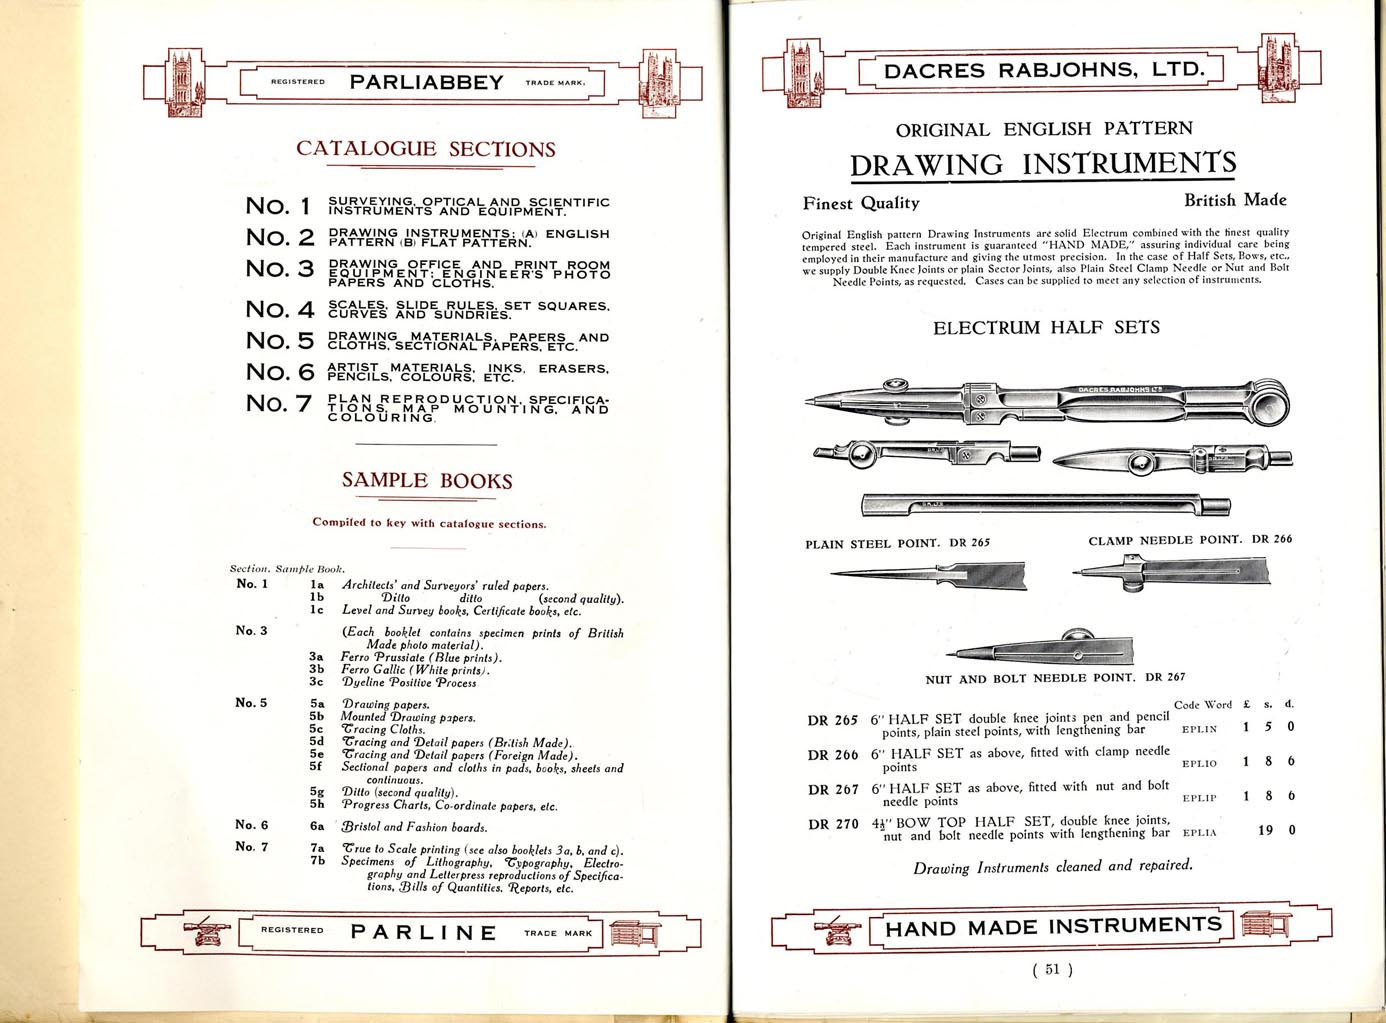 REGISTERED PARLIABBEY TRADE MARK.
CATALOGUE SECTIONS
No. 1 SURVEYING, OPTICAL AND SCIENTIFIC
INSTRUMENTS AND EQUIPMENT.
No. 2 DRAWING INSTRUMENTS: (A) ENGLISH
PATTERN (B) FLAT PATTERN.
No. 3 DRAWING OFFICE AND PRINT ROOM
EQUIPMENT: ENGINEER'S PHOTO
PAPERS AND CLOTHS.
No. 4 SCALES, SLIDE RULES, SET SQUARES,
CURVES AND SUNDRIES.
No. 5 DRAWING MATERIALS, PAPERS AND
CLOTHS, SECTIONAL PAPERS, ETC.
No. 6 ARTIST MATERIALS, INKS, ERASERS,
PENCILS, COLOURS, ETC.
No. 7 PLAN REPRODUCTION, SPECIFICA-
TIONS, MAP MOUNTING, AND
COLOURING.
SAMPLE BOOKS
Compiled to key with catalogue sections.
Section. Sample Book.
No. 1 1a Architects' and Surveyors' ruled papers.
1b Ditto ditto (second quality).
1c Level and Survey books, Certificate books, etc.
No. 3 (Each booklet contains specimen prints of British
Made photo material).
3a Ferro Prussiate (Blue prints).
3b Ferro Gallic (White prints).
3c Dyeline Positive Process
No. 5 5a Drawing papers.
5b Mounted Drawing papers.
5c Tracing Cloths.
5d Tracing and Detail papers (British Made).
5e Tracing and Detail papers (Foreign Made).
5f Sectional papers and cloths in pads, books, sheets and
continuous.
5g Ditto (second quality).
5h Progress Charts, Co-ordinate papers, etc.
No. 6 6a Bristol and Fashion boards.
No. 7 7a True to Scale printing (see also booklets 3a, b, and c).
7b Specimens of Lithography, Typography, Electro-
graphy and Letterpress reproductions of Specifica-
tions, Bills of Quantities, Reports, etc.
REGISTERED PARLINE TRADE MARK
DACRES RABJOHNS, LTD.
ORIGINAL ENGLISH PATTERN
DRAWING INSTRUMENTS
Finest Quality British Made
Original English pattern Drawing Instruments are solid Electrum combined with the finest quality
tempered steel. Each instrument is guaranteed "HAND MADE," assuring individual care being
employed in their manufacture and giving the utmost precision. In the case of Half Sets, Bows, etc.,
we supply Double Knee Joints or plain Sector Joints, also Plain Steel Clamp Needle or Nut and Bolt
Needle Points, as requested. Cases can be supplied to meet any selection of instruments.
ELECTRUM HALF SETS
DACRES RABJOHNS LTD
PLAIN STEEL POINT. DR 265 CLAMP NEEDLE POINT. DR 266
NUT AND BOLT NEEDLE POINT. DR 267
Code Word £ s. d.
DR 265 6" HALF SET double knee joints pen and pencil
points, plain steel points, with lengthening bar EPLIN 1 5 0
DR 266 6" HALF SET as above, fitted with clamp needle
points EPLIO 1 8 6
DR 267 6" HALF SET as above, fitted with nut and bolt
needle points EPLIP 1 8 6
DR 270 4½" BOW TOP HALF SET, double knee joints,
nut and bolt needle points with lengthening bar EPLIA 19 0
Drawing Instruments cleaned and repaired.
HAND MADE INSTRUMENTS
( 51 )